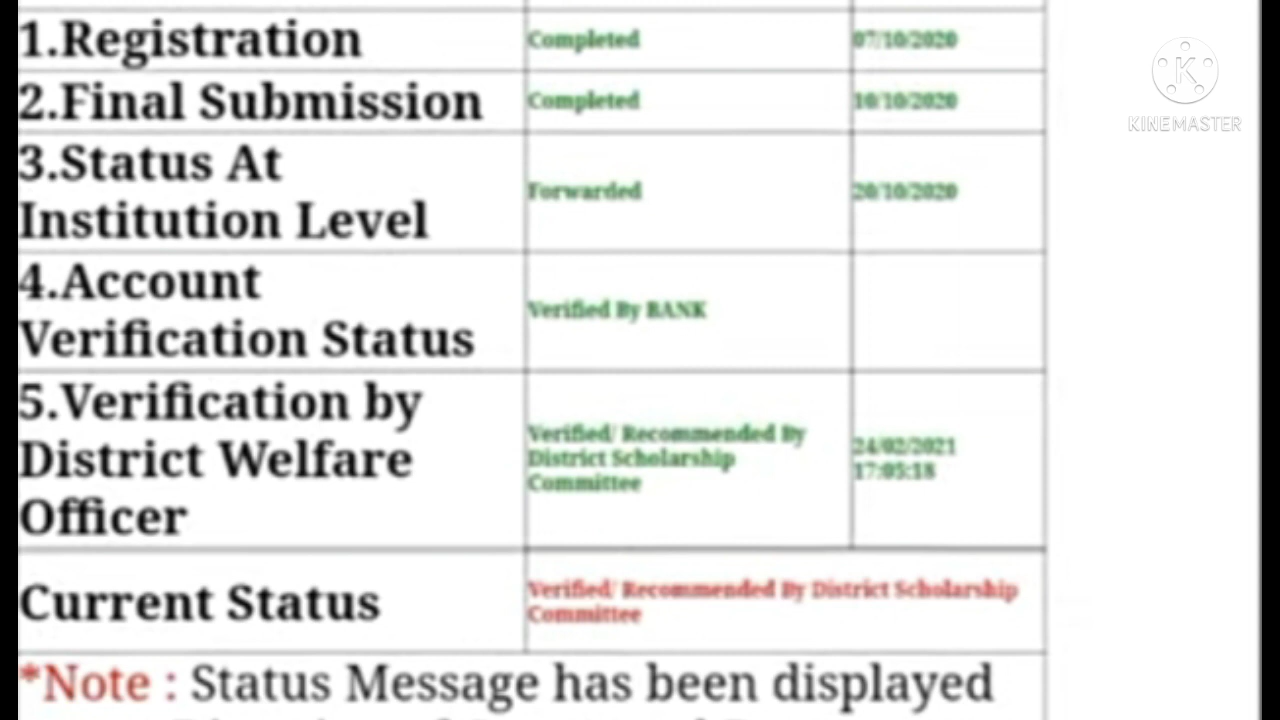 1.Registration
Completed
07/10/2020
2.Final Submission
Completed
10/10/2020
3.Status At
Institution Level
Forwarded
20/10/2020
4.Account
Verification Status
Verified By BANK
5.Verification by
District Welfare
Officer
Verified/ Recommended By
District Scholarship
Committee
24/02/2021
17:05:18
Current Status
Verified/ Recommended By District Scholarship
Committee
*Note : Status Message has been displayed
KINEMASTER